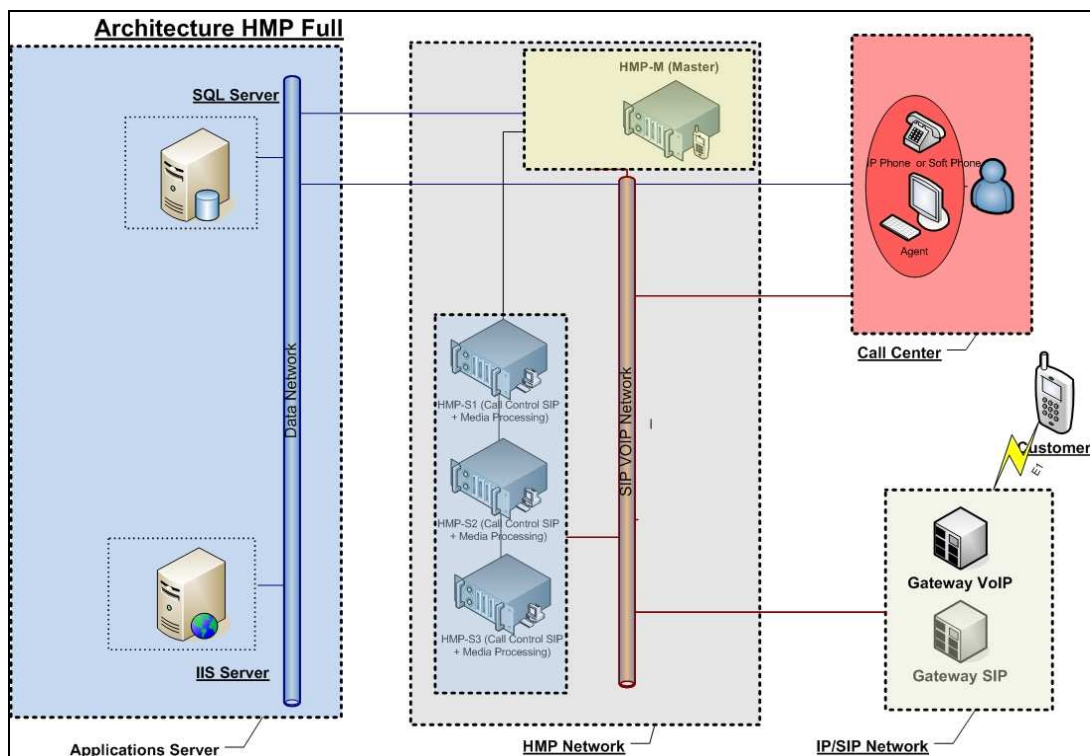 Architecture HMP Full
SQL Server
Data Network
IIS Server
Applications Server
HMP-M (Master)
SIP VOIP Network
HMP-S1 (Call Control SIP
+ Media Processing)
HMP-S2 (Call Control SIP
+ Media Processing)
HMP-S3 (Call Control SIP
+ Media Processing)
HMP Network
IP Phone or Soft Phone
Agent
Call Center
Customer
E1
Gateway VoIP
Gateway SIP
IP/SIP Network